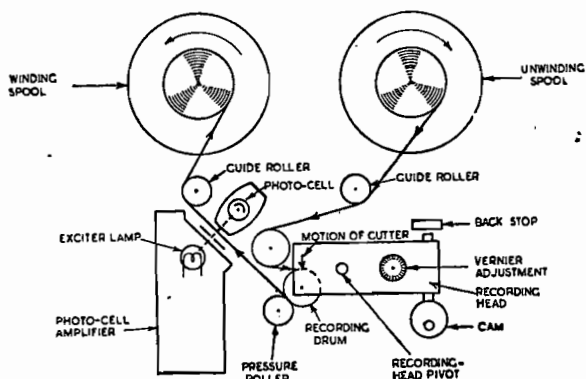 WINDING
SPOOL
UNWINDING
SPOOL
GUIDE ROLLER
PHOTO-CELL
GUIDE ROLLER
EXCITER LAMP
MOTION OF CUTTER
BACK STOP
VERNIER
ADJUSTMENT
RECORDING
HEAD
PHOTO-CELL
AMPLIFIER
CAM
PRESSURE
ROLLER
RECORDING
DRUM
RECORDING-
HEAD PIVOT